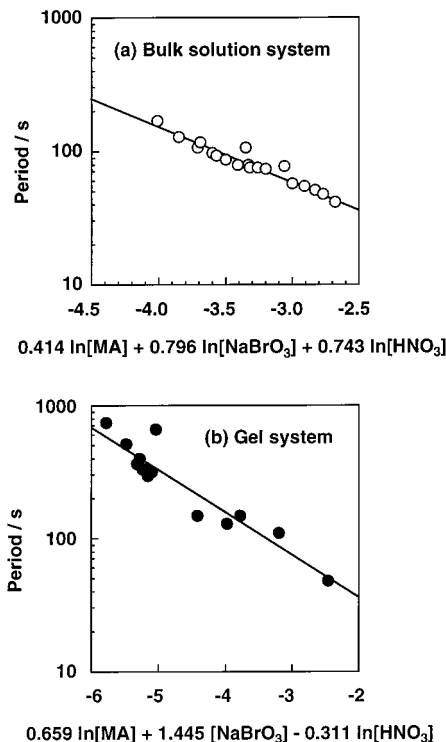 1000
(a) Bulk solution system
Period / s
100
10
-4.5 -4.0 -3.5 -3.0 -2.5
0.414 ln[MA] + 0.796 ln[NaBrO₃] + 0.743 ln[HNO₃]
1000
(b) Gel system
Period / s
100
10
-6 -5 -4 -3 -2
0.659 ln[MA] + 1.445 [NaBrO₃] - 0.311 ln[HNO₃]